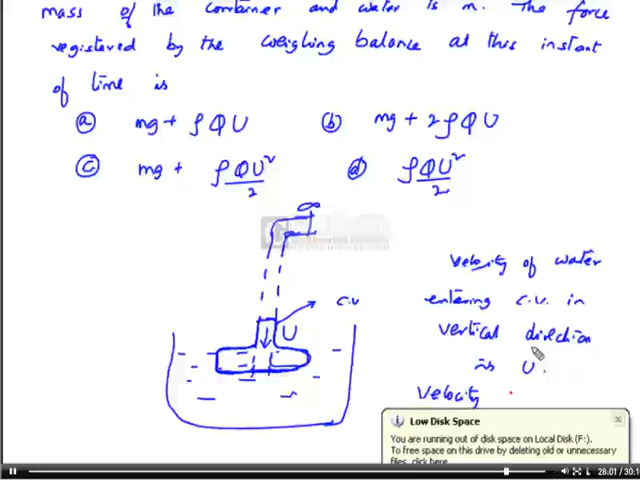 mass of the container and water is m. The force
registered by the weighing balance at this instant
of time is
(a) mg + ρQU (b) mg + 2ρQU
(c) mg + ρQU²/2 (d) ρQU²/2
Velocity of water
entering C.V. in
vertical direction
is U.
Velocity
C.V
U
Low Disk Space
You are running out of disk space on Local Disk (F:).
To free space on this drive by deleting old or unnecessary
files, click here.
28:01 / 30:1